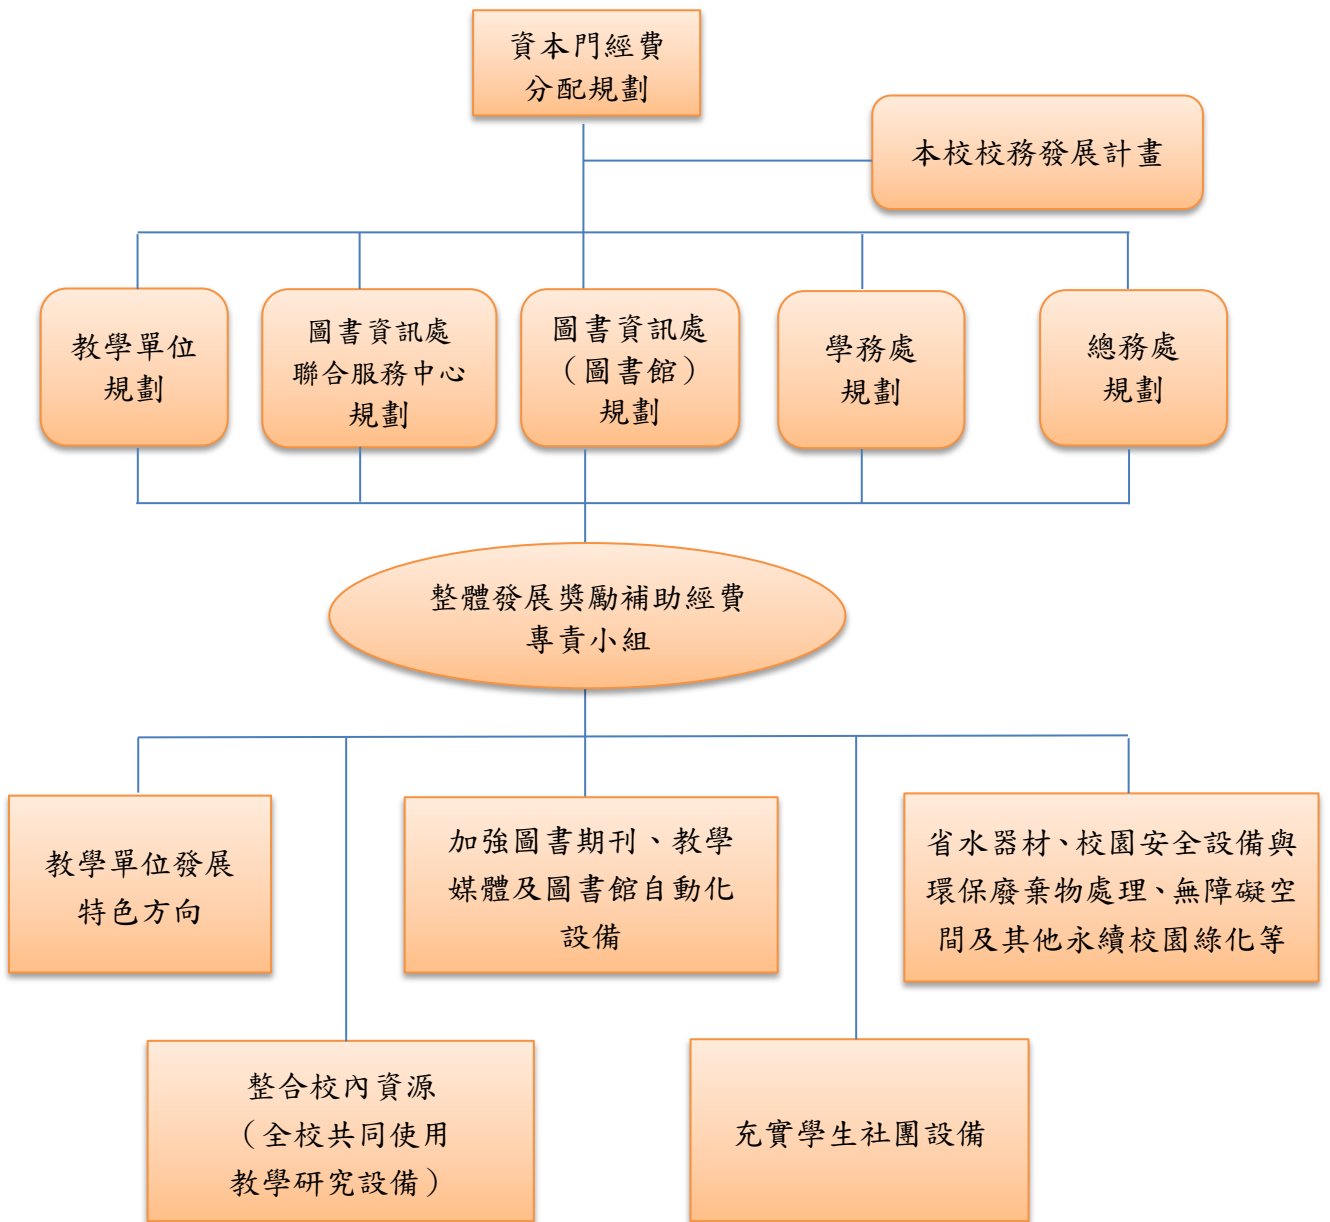 資本門經費
分配規劃
本校校務發展計畫
教學單位
規劃
圖書資訊處
聯合服務中心
規劃
圖書資訊處
（圖書館）
規劃
學務處
規劃
總務處
規劃
整體發展獎勵補助經費
專責小組
教學單位發展
特色方向
加強圖書期刊、教學
媒體及圖書館自動化
設備
省水器材、校園安全設備與
環保廢棄物處理、無障礙空
間及其他永續校園綠化等
整合校內資源
（全校共同使用
教學研究設備）
充實學生社團設備